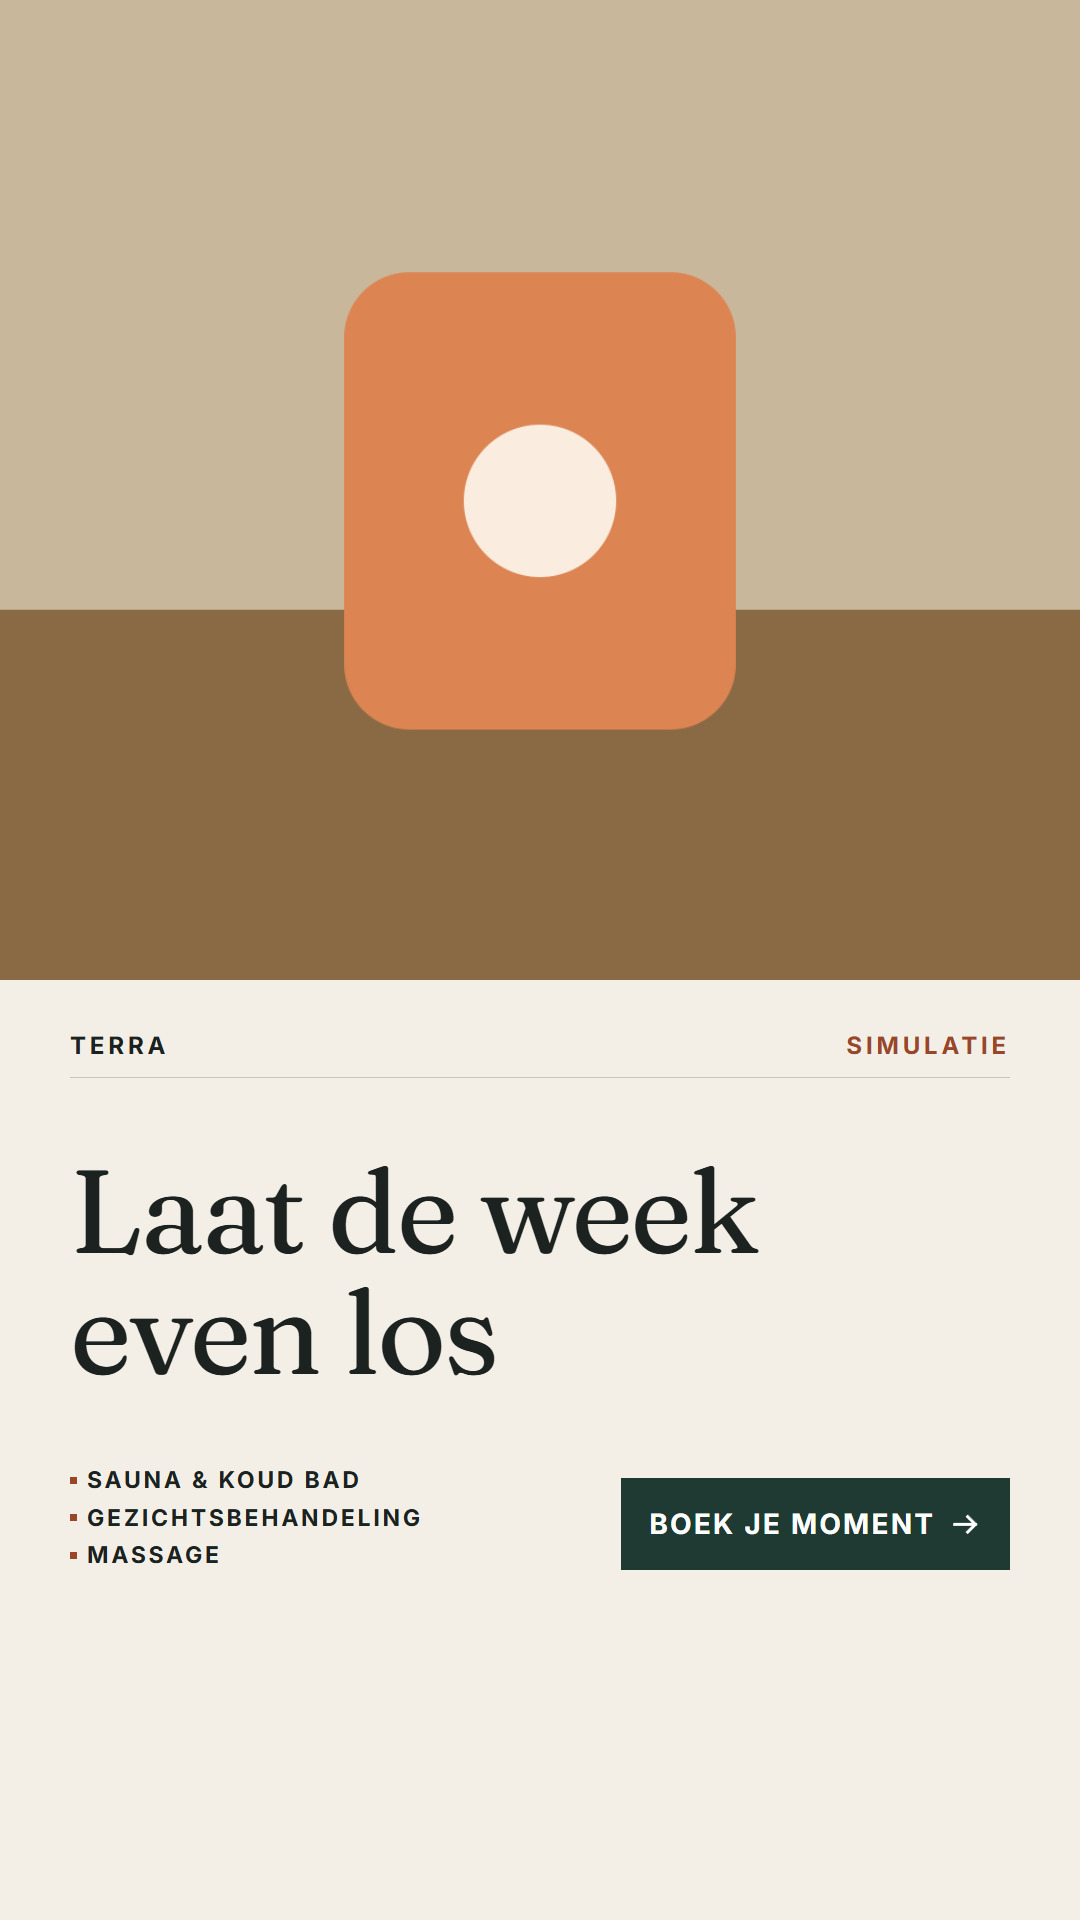 TERRA
SIMULATIE
Laat de week
even los
SAUNA & KOUD BAD
GEZICHTSBEHANDELING
MASSAGE
BOEK JE MOMENT →